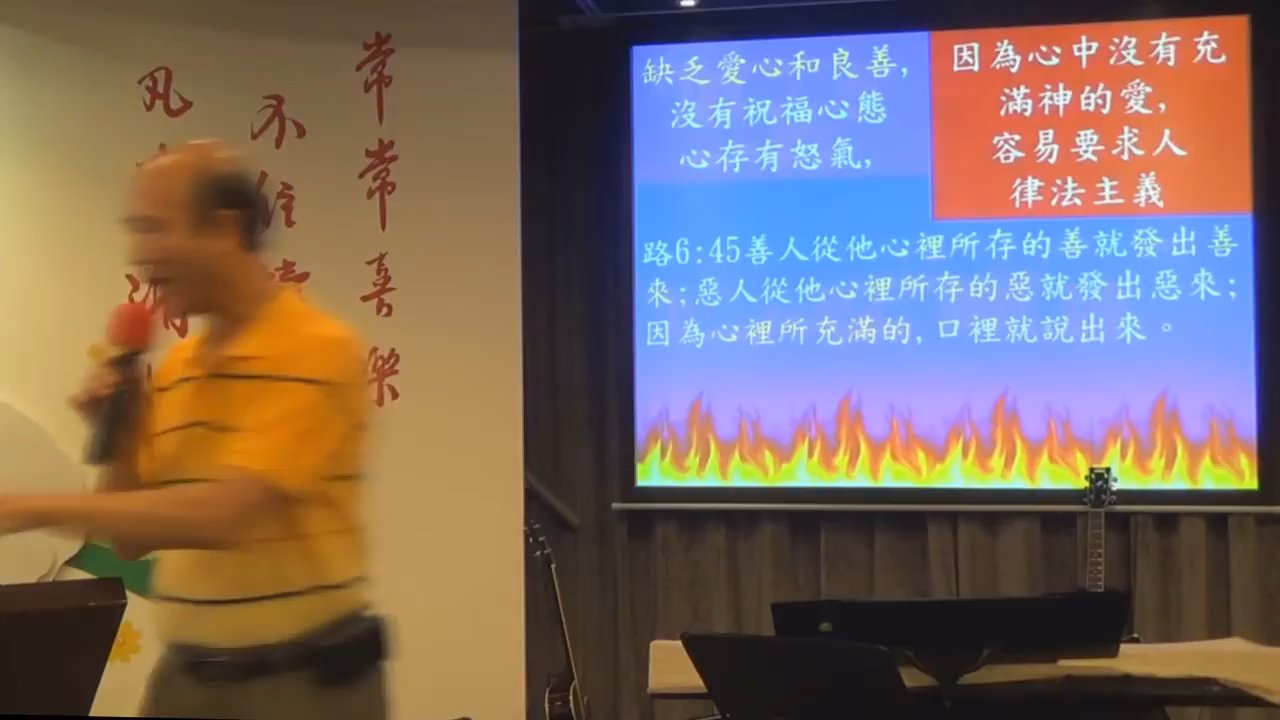 常常喜樂
不住
凡
缺乏愛心和良善,
沒有祝福心態
心存有怒氣,
因為心中沒有充
滿神的愛,
容易要求人
律法主義
路6:45善人從他心裡所存的善就發出善
來;惡人從他心裡所存的惡就發出惡來;
因為心裡所充滿的,口裡就說出來。